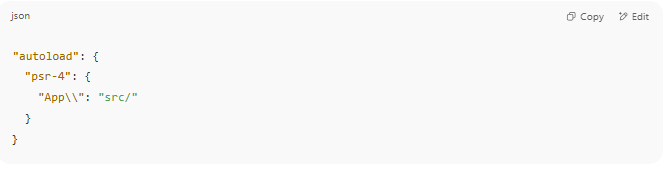 json
Copy
Edit
"autoload": {
"psr-4": {
"App\\": "src/"
}
}